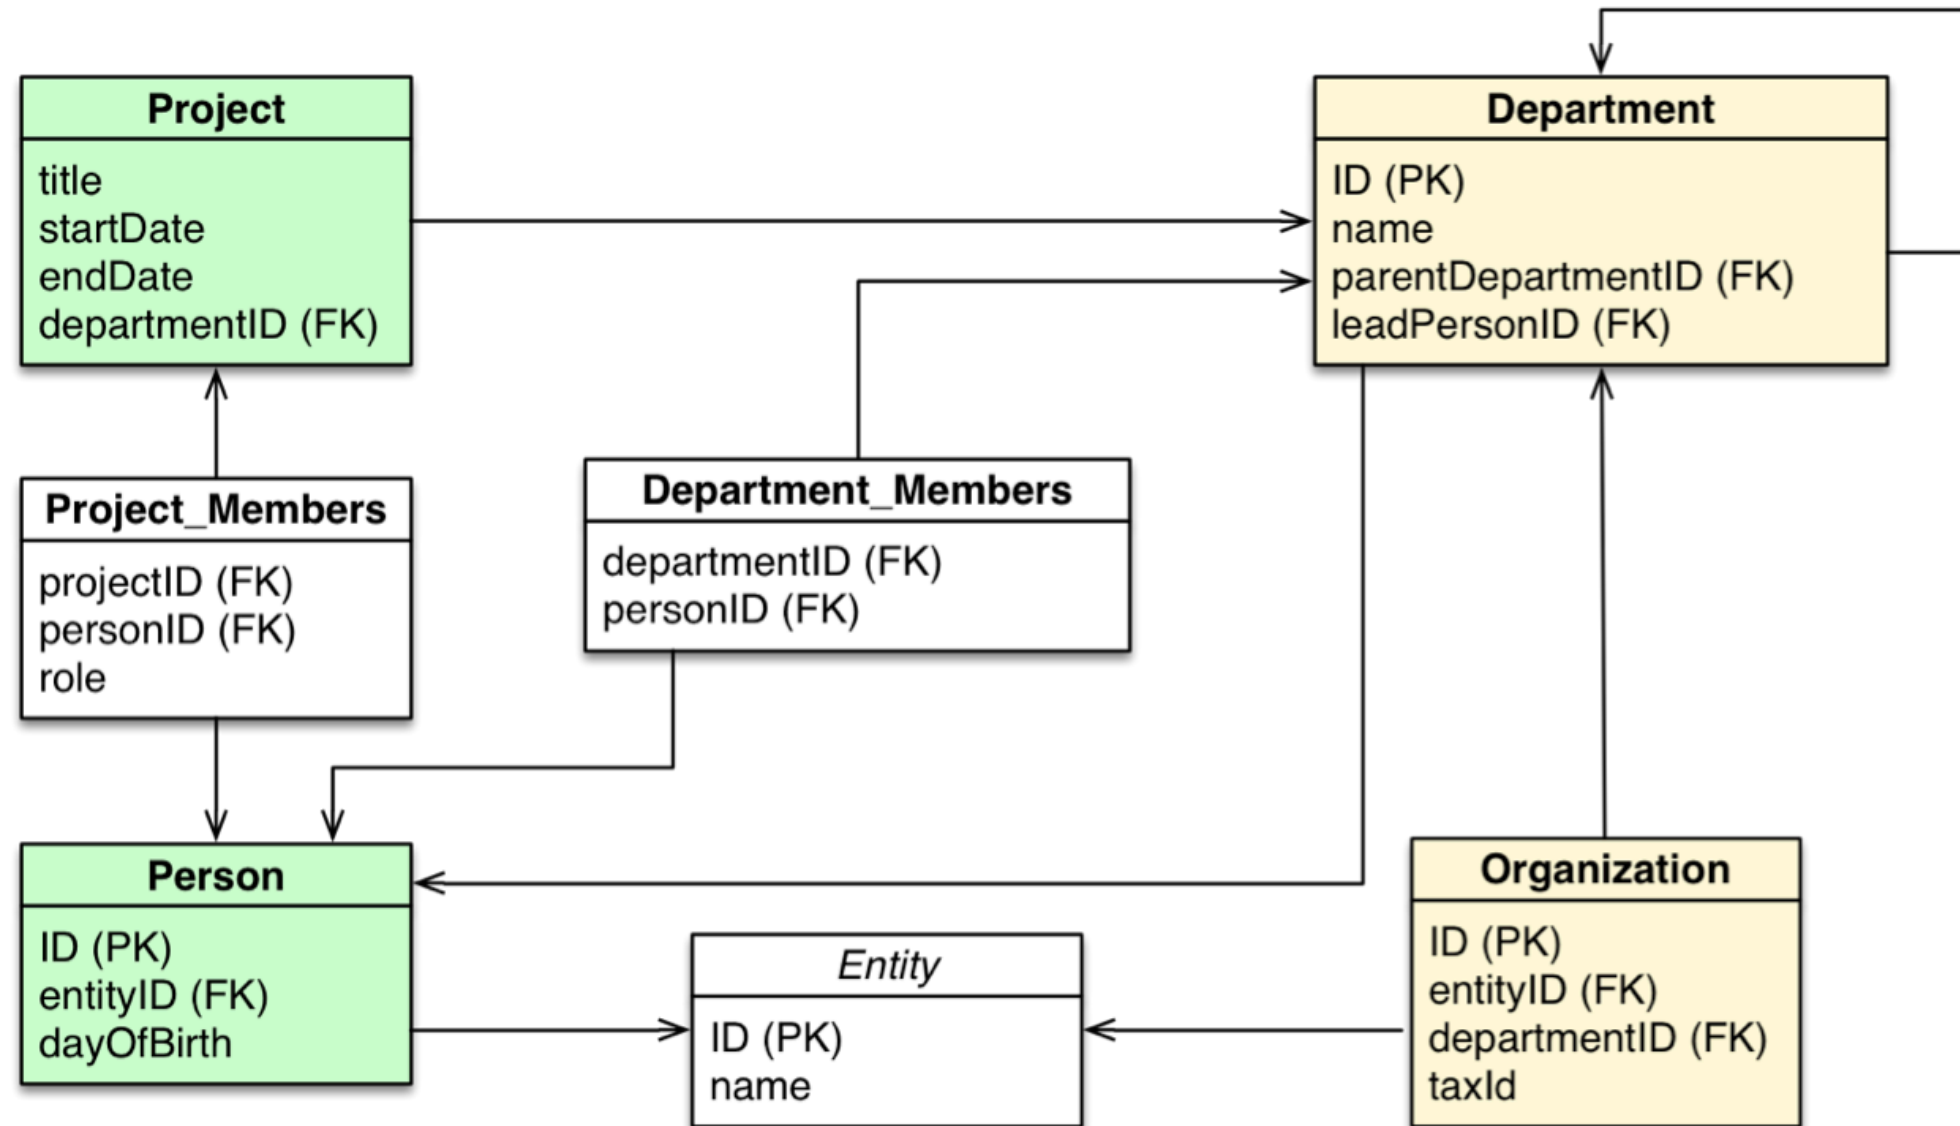 Project
title
startDate
endDate
departmentID (FK)
Department
ID (PK)
name
parentDepartmentID (FK)
leadPersonID (FK)
Project_Members
projectID (FK)
personID (FK)
role
Department_Members
departmentID (FK)
personID (FK)
Person
ID (PK)
entityID (FK)
dayOfBirth
Entity
ID (PK)
name
Organization
ID (PK)
entityID (FK)
departmentID (FK)
taxId